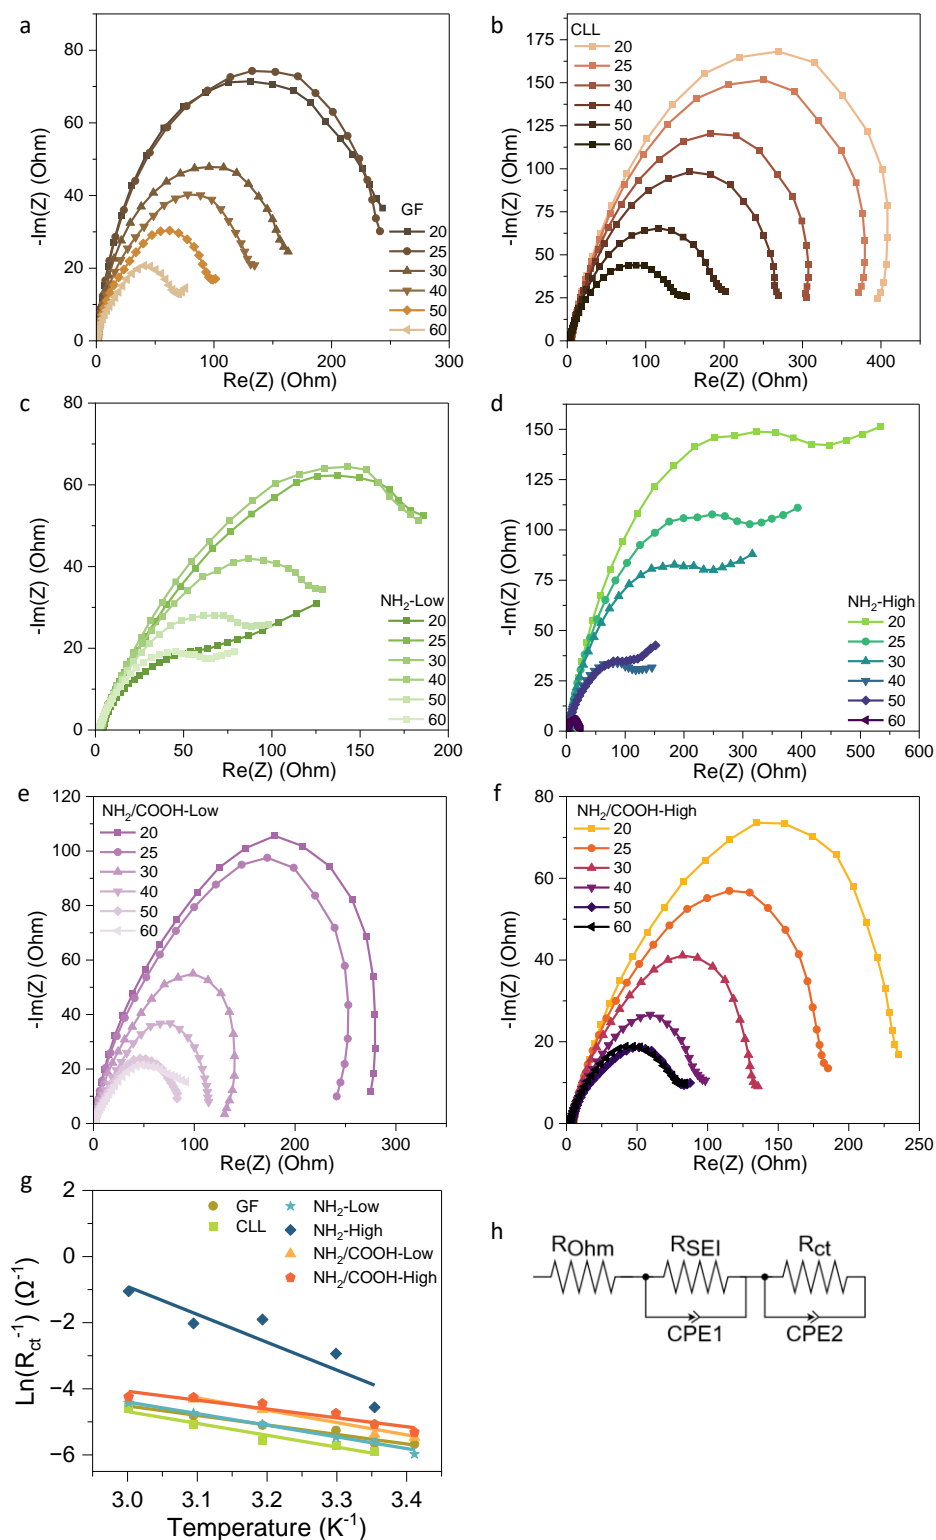 a
80
60
40
20
0
-Im(Z) (Ohm)
0
100
200
300
Re(Z) (Ohm)
GF
20
25
30
40
50
60
b
175
150
125
100
75
50
25
0
-Im(Z) (Ohm)
0
100
200
300
400
Re(Z) (Ohm)
CLL
20
25
30
40
50
60
c
80
60
40
20
0
-Im(Z) (Ohm)
0
50
100
150
200
Re(Z) (Ohm)
NH2-Low
20
25
30
40
50
60
d
150
125
100
75
50
25
0
-Im(Z) (Ohm)
0
100
200
300
400
500
600
Re(Z) (Ohm)
NH2-High
20
25
30
40
50
60
e
120
100
80
60
40
20
0
-Im(Z) (Ohm)
0
100
200
300
Re(Z) (Ohm)
NH2/COOH-Low
20
25
30
40
50
60
f
80
60
40
20
0
-Im(Z) (Ohm)
0
50
100
150
200
250
Re(Z) (Ohm)
NH2/COOH-High
20
25
30
40
50
60
g
2
0
-2
-4
-6
Ln(Rct-1) (Ω-1)
3.0
3.1
3.2
3.3
3.4
Temperature (K-1)
GF
CLL
NH2-Low
NH2-High
NH2/COOH-Low
NH2/COOH-High
h
ROhm
RSEI
Rct
CPE1
CPE2